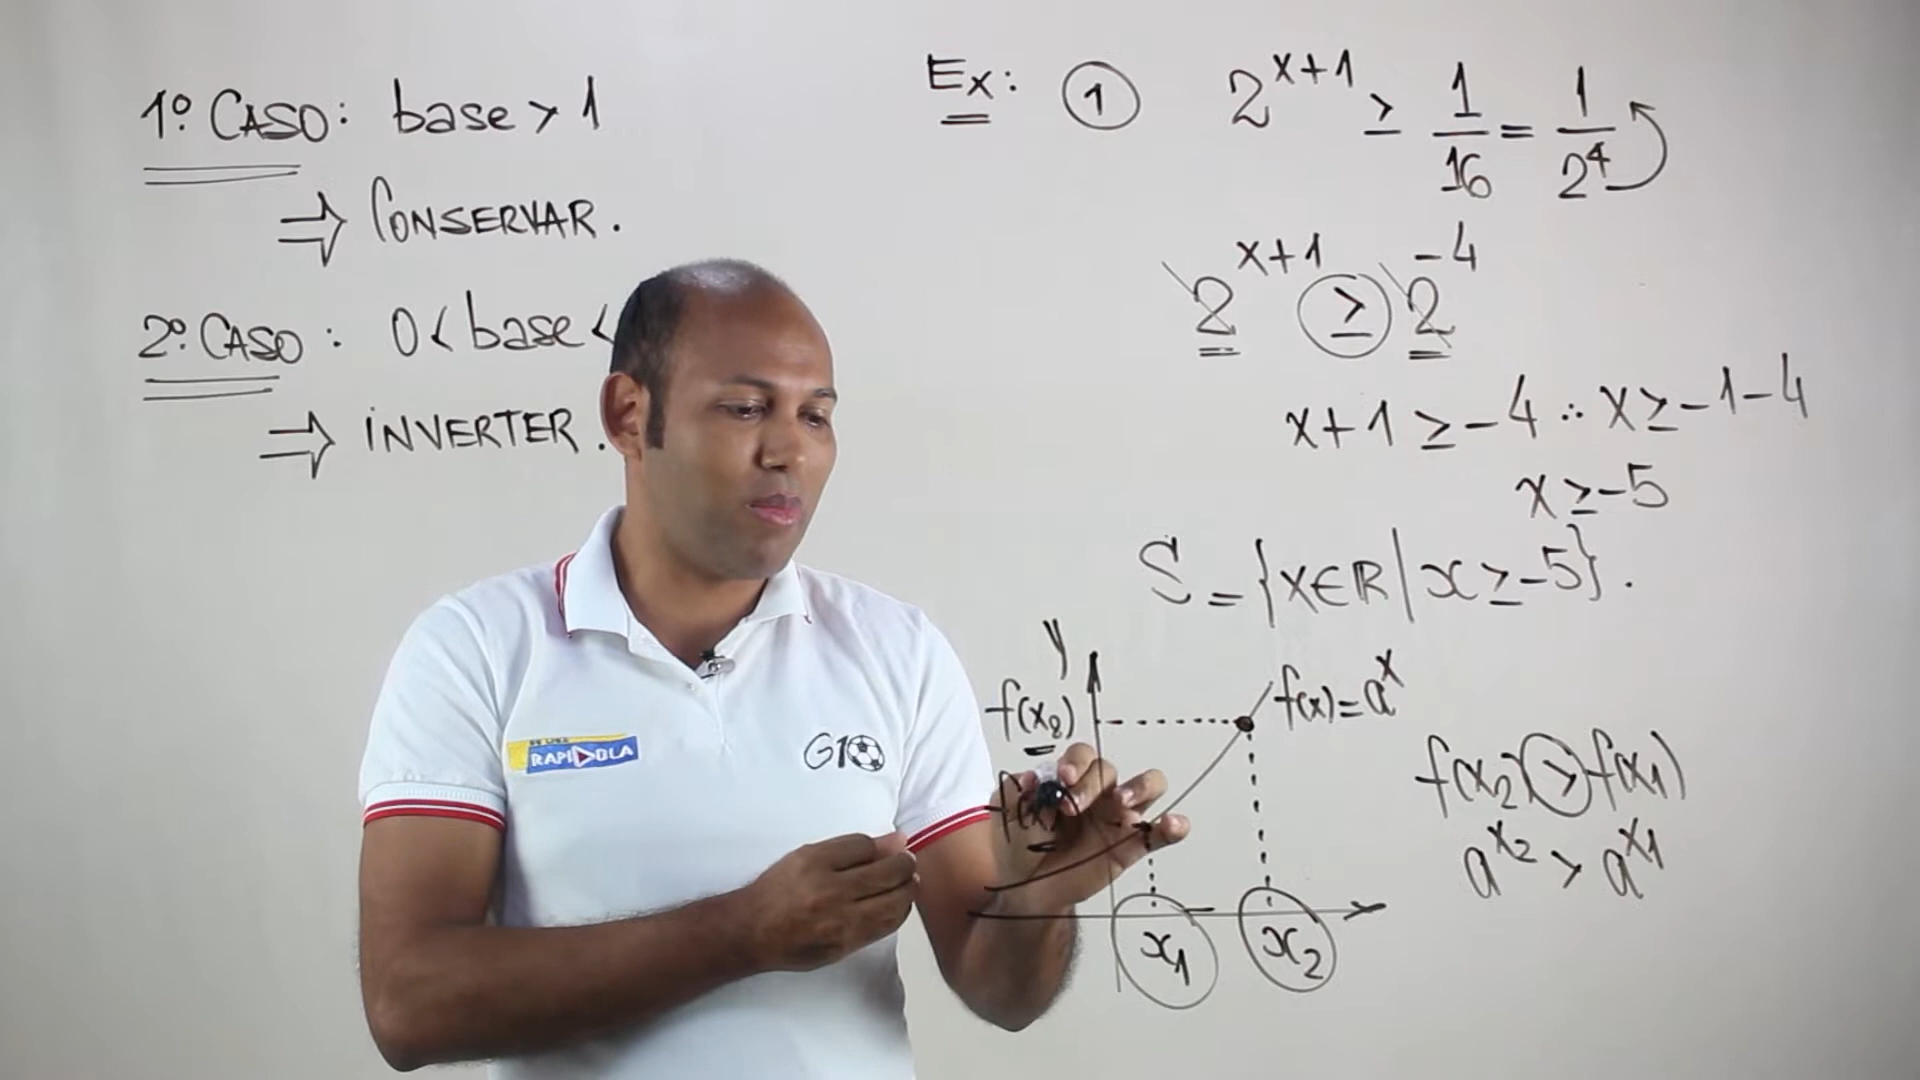 1º CASO: base > 1
⇒ CONSERVAR.
2º CASO: 0 < base <
⇒ INVERTER.
Ex: ① 2^{x+1} ≥ 1/16 = 1/2^4
2^{x+1} ≥ 2^{-4}
x+1 ≥ -4 ∴ x ≥ -1-4
x ≥ -5
S = {x∈R | x ≥ -5}.
y
f(x2)
f(x)=a^x
f(x2) > f(x1)
a^{x2} > a^{x1}
x1 x2
RAPIDOLA
G10